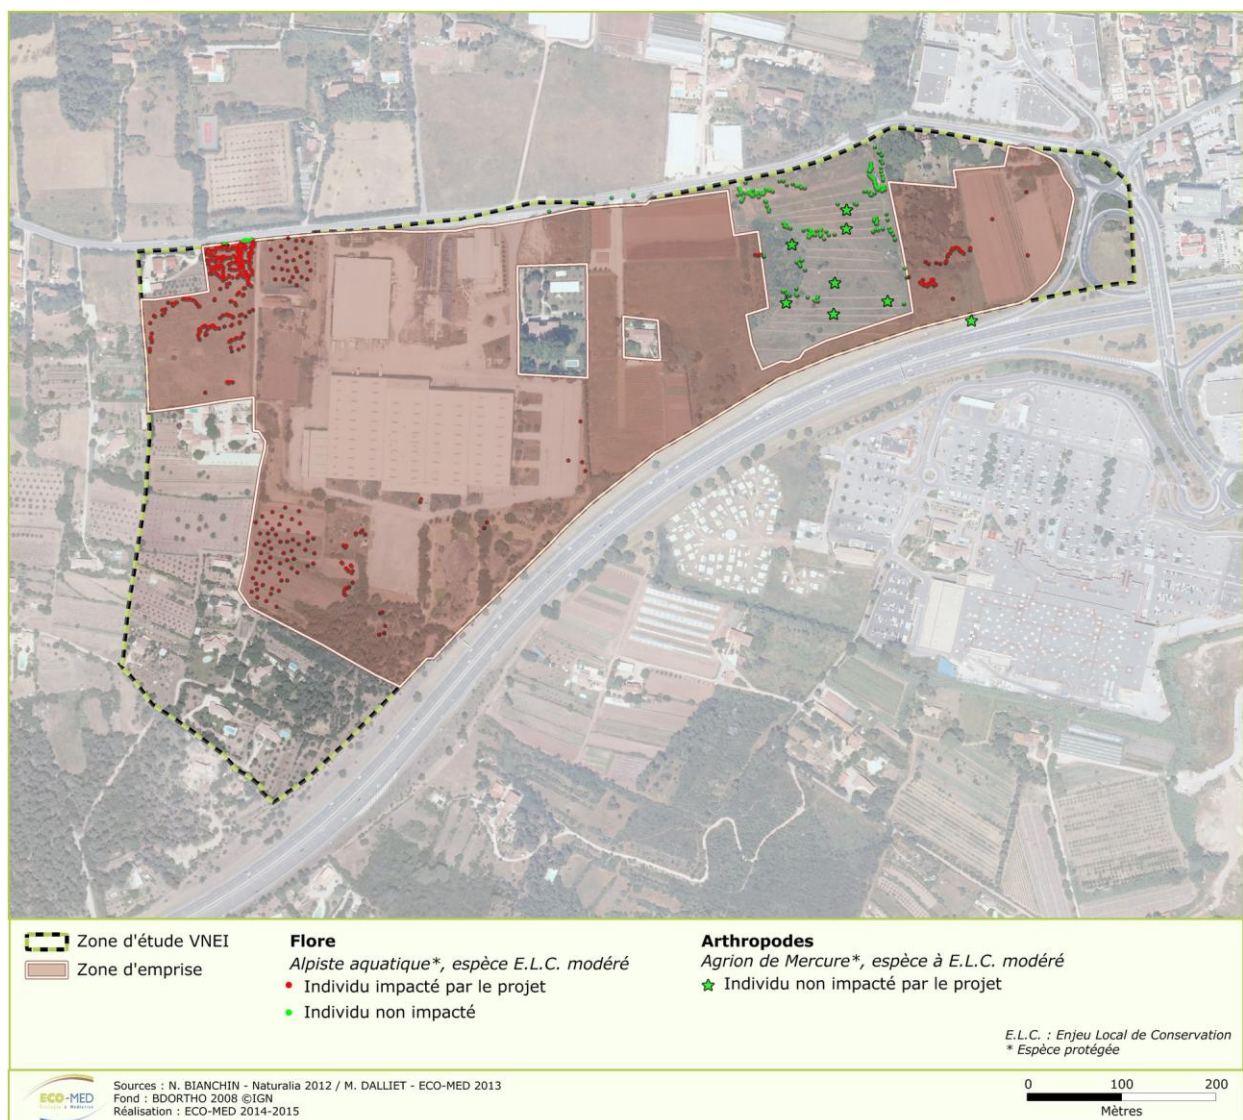 Zone d'étude VNEI
Zone d'emprise
Flore
Alpiste aquatique*, espèce E.L.C. modéré
Individu impacté par le projet
Individu non impacté
Arthropodes
Agrion de Mercure*, espèce à E.L.C. modéré
Individu non impacté par le projet
E.L.C. : Enjeu Local de Conservation
* Espèce protégée
ECO-MED
Sources : N. BIANCHIN - Naturalia 2012 / M. DALLIET - ECO-MED 2013
Fond : BDORTHO 2008 ©IGN
Réalisation : ECO-MED 2014-2015
0 100 200
Mètres